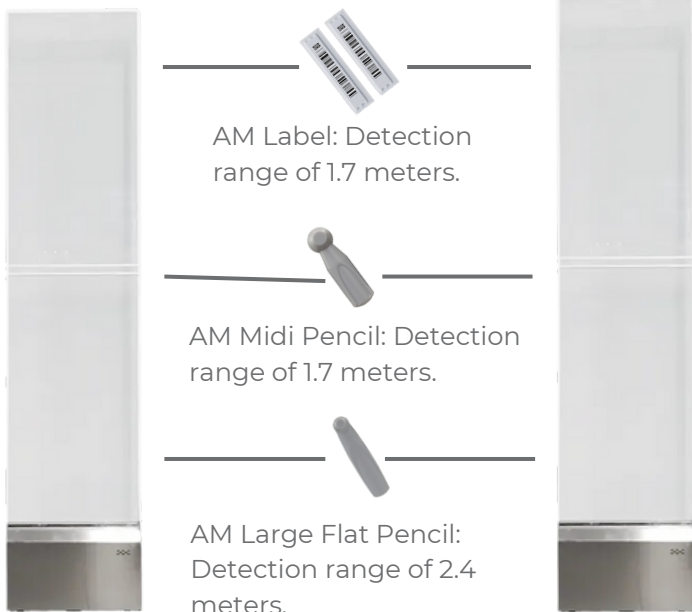 AM Label: Detection
range of 1.7 meters.
AM Midi Pencil: Detection
range of 1.7 meters.
AM Large Flat Pencil:
Detection range of 2.4
meters.